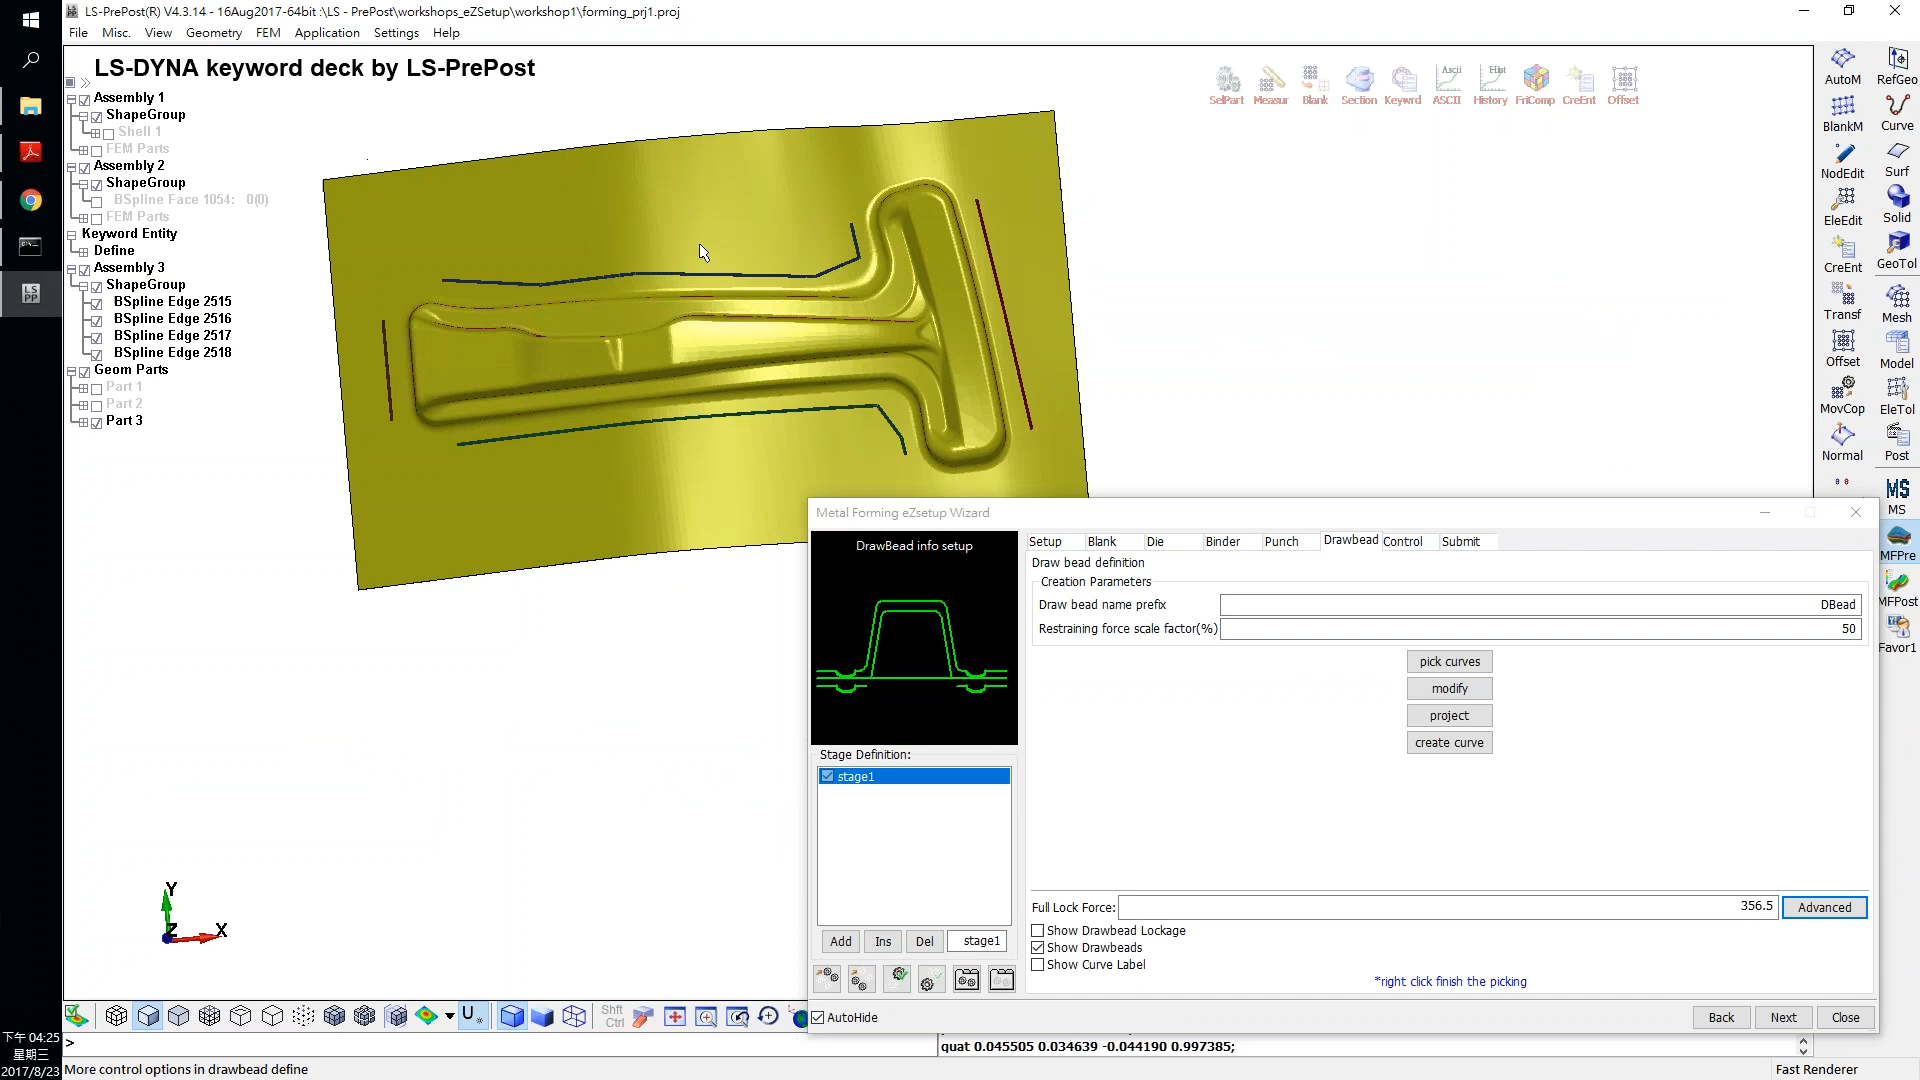 LS-PrePost(R) V4.3.14 - 16Aug2017-64bit :\LS - PrePost\workshops_eZSetup\workshop1\forming_prj1.proj
File Misc. View Geometry FEM Application Settings Help
LS-DYNA keyword deck by LS-PrePost
Assembly 1
ShapeGroup
Shell 1
FEM Parts
Assembly 2
ShapeGroup
BSpline Face 1054: 0(0)
FEM Parts
Keyword Entity
Define
Assembly 3
ShapeGroup
BSpline Edge 2515
BSpline Edge 2516
BSpline Edge 2517
BSpline Edge 2518
Geom Parts
Part 1
Part 2
Part 3
Ascii Hist
SelPart Measur Blank Section Keywrd ASCII History FriComp CreEnt Offset
AutoM RefGeo
BlankM Curve
NodEdit Surf
EleEdit Solid
CreEnt GeoTol
Transf Mesh
Offset Model
MovCop EleTol
Normal Post
MS
MS
MFPre
MFPost
Favor1
LS
PP
Metal Forming eZsetup Wizard
DrawBead info setup
Setup Blank Die Binder Punch Drawbead Control Submit
Draw bead definition
Creation Parameters
Draw bead name prefix DBead
Restraining force scale factor(%) 50
pick curves
modify
project
create curve
Stage Definition:
stage1
Add Ins Del stage1
Full Lock Force: 356.5 Advanced
Show Drawbead Lockage
Show Drawbeads
Show Curve Label
*right click finish the picking
AutoHide
Back Next Close
Y
Z X
U
Shft
Ctrl
>
quat 0.045505 0.034639 -0.044190 0.997385;
More control options in drawbead define
Fast Renderer
下午 04:25
星期三
2017/8/23